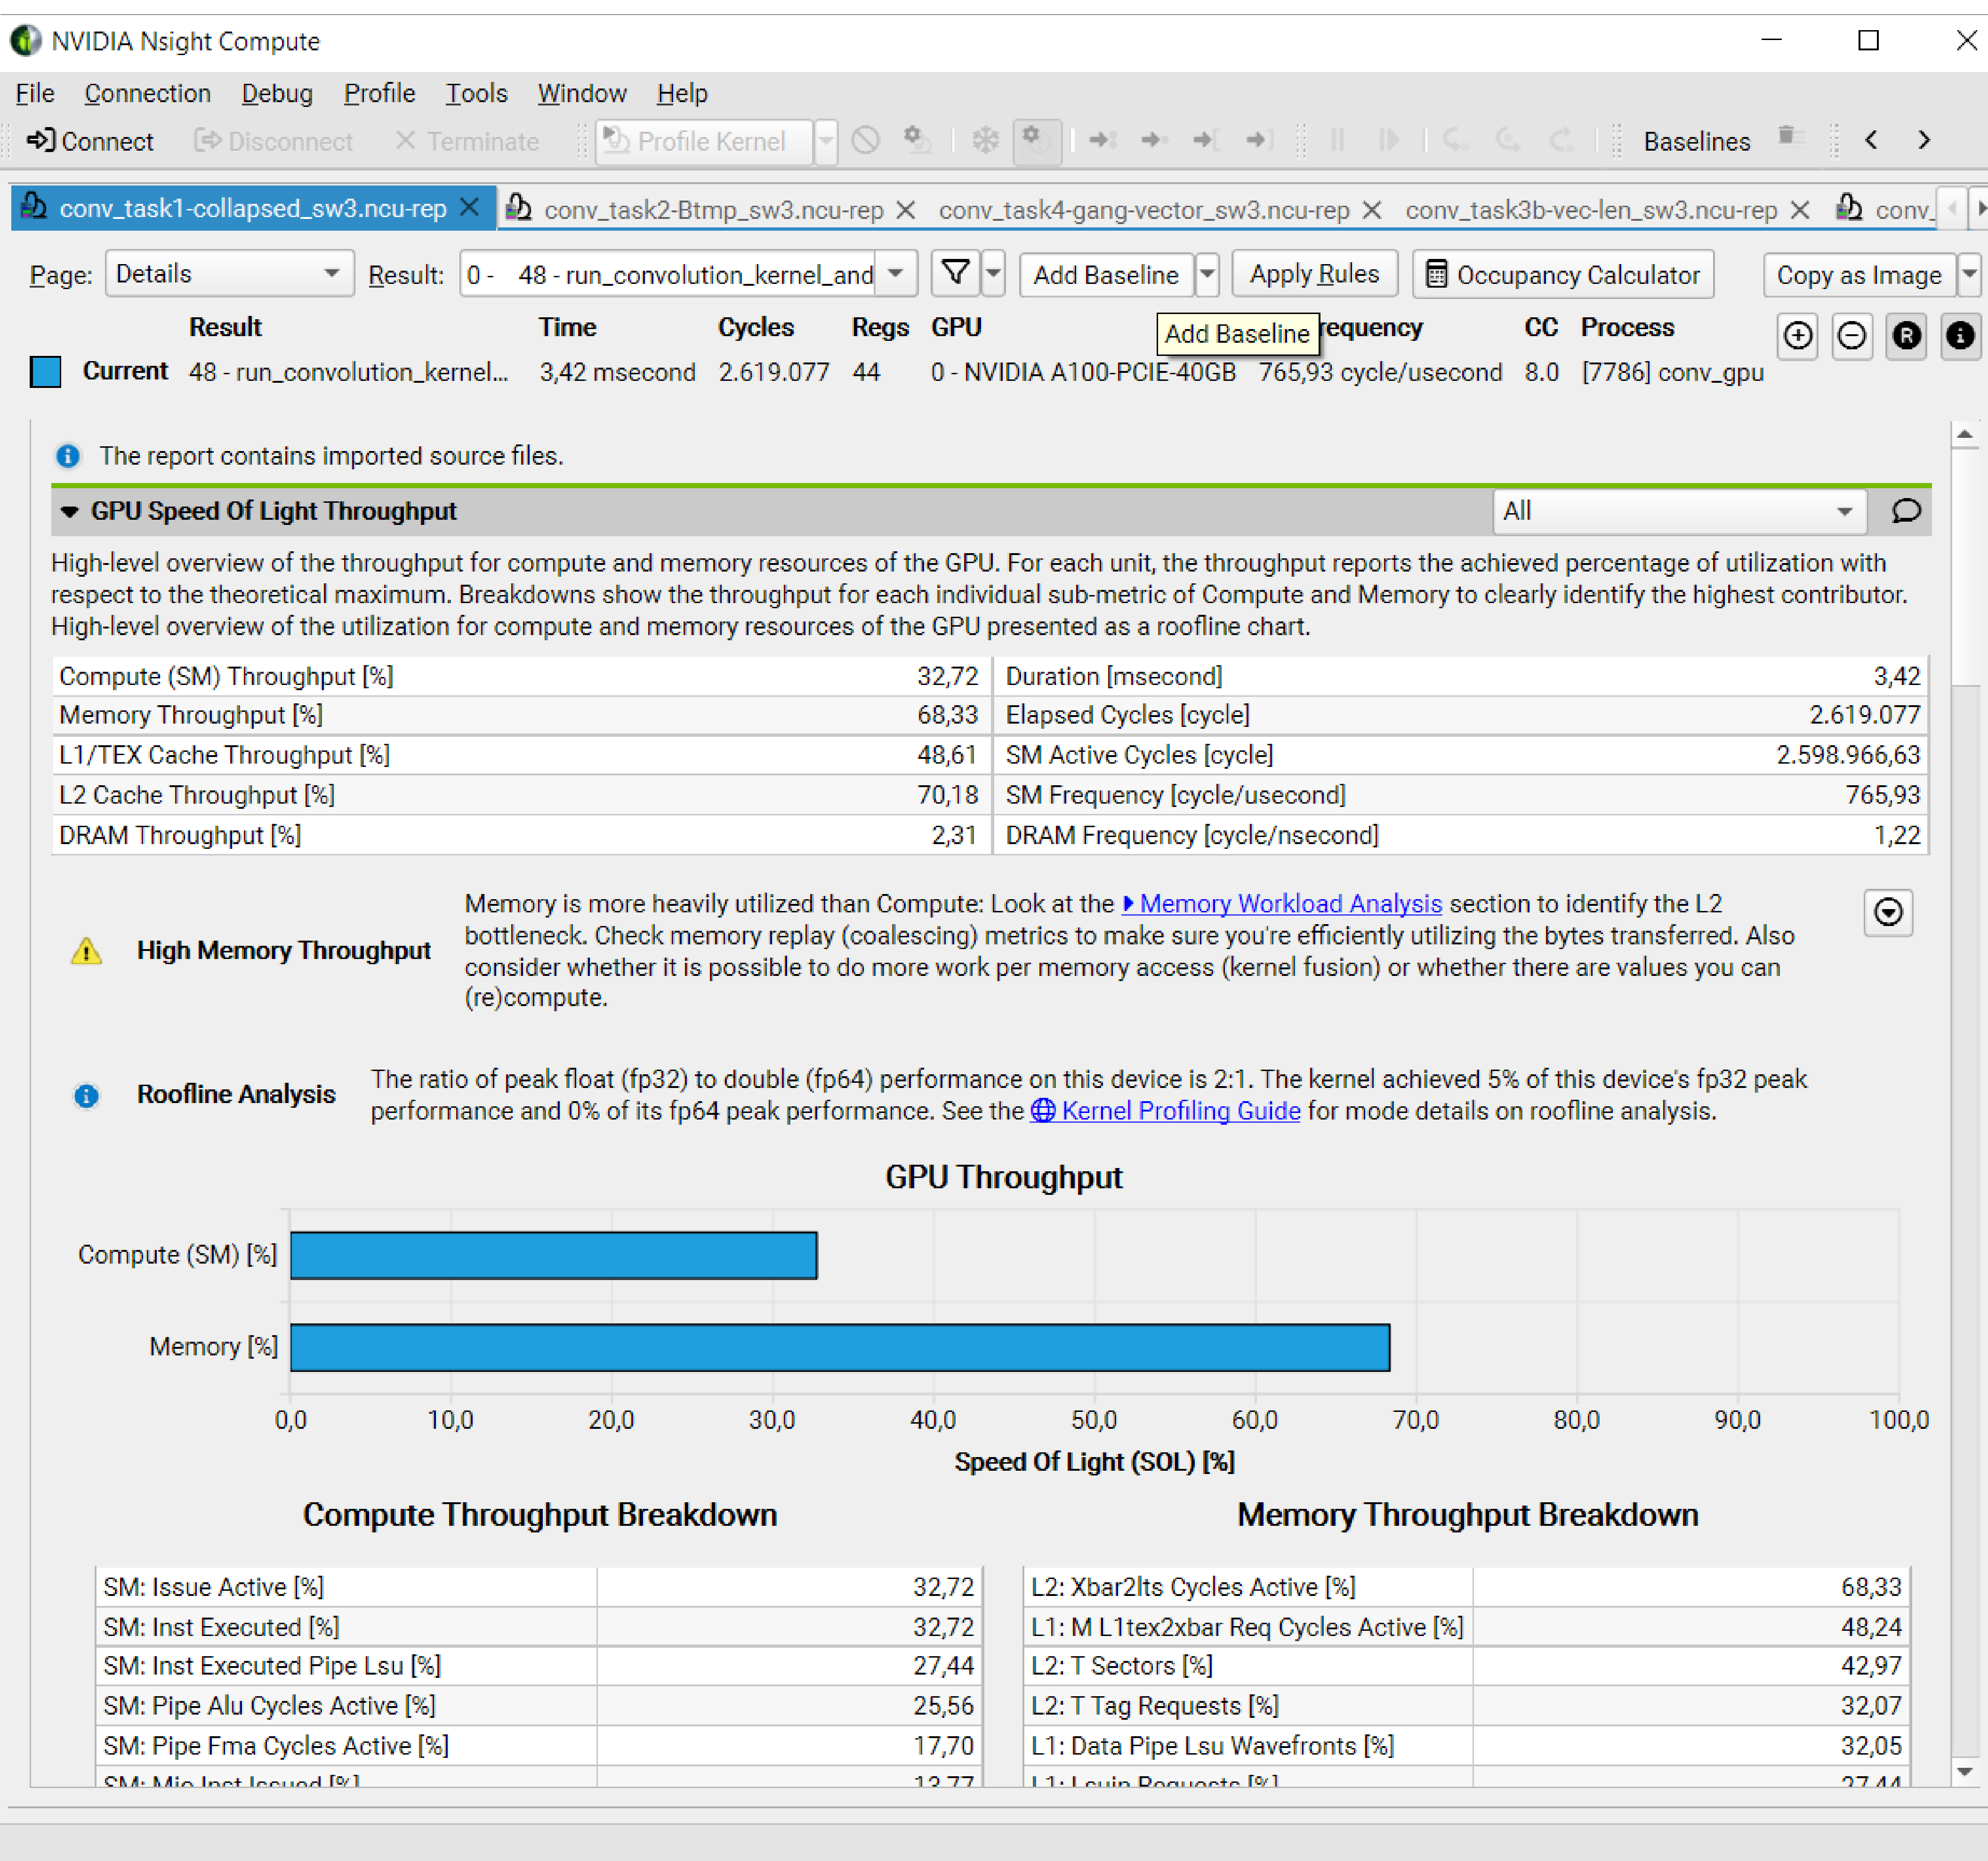 NVIDIA Nsight Compute
File Connection Debug Profile Tools Window Help
Connect Disconnect Terminate Profile Kernel Baselines
conv_task1-collapsed_sw3.ncu-rep conv_task2-Btmp_sw3.ncu-rep conv_task4-gang-vector_sw3.ncu-rep conv_task3b-vec-len_sw3.ncu-rep conv_
Page: Details Result: 0 - 48 - run_convolution_kernel_and Add Baseline Apply Rules Occupancy Calculator Copy as Image
Result Time Cycles Regs GPU Add Baseline requency CC Process
Current 48 - run_convolution_kernel... 3,42 msecond 2.619.077 44 0 - NVIDIA A100-PCIE-40GB 765,93 cycle/usecond 8.0 [7786] conv_gpu
The report contains imported source files.
GPU Speed Of Light Throughput All
High-level overview of the throughput for compute and memory resources of the GPU. For each unit, the throughput reports the achieved percentage of utilization with
respect to the theoretical maximum. Breakdowns show the throughput for each individual sub-metric of Compute and Memory to clearly identify the highest contributor.
High-level overview of the utilization for compute and memory resources of the GPU presented as a roofline chart.
Compute (SM) Throughput [%] 32,72 Duration [msecond] 3,42
Memory Throughput [%] 68,33 Elapsed Cycles [cycle] 2.619.077
L1/TEX Cache Throughput [%] 48,61 SM Active Cycles [cycle] 2.598.966,63
L2 Cache Throughput [%] 70,18 SM Frequency [cycle/usecond] 765,93
DRAM Throughput [%] 2,31 DRAM Frequency [cycle/nsecond] 1,22
High Memory Throughput
Memory is more heavily utilized than Compute: Look at the Memory Workload Analysis section to identify the L2
bottleneck. Check memory replay (coalescing) metrics to make sure you're efficiently utilizing the bytes transferred. Also
consider whether it is possible to do more work per memory access (kernel fusion) or whether there are values you can
(re)compute.
Roofline Analysis
The ratio of peak float (fp32) to double (fp64) performance on this device is 2:1. The kernel achieved 5% of this device's fp32 peak
performance and 0% of its fp64 peak performance. See the Kernel Profiling Guide for mode details on roofline analysis.
GPU Throughput
Compute (SM) [%]
Memory [%]
0,0 10,0 20,0 30,0 40,0 50,0 60,0 70,0 80,0 90,0 100,0
Speed Of Light (SOL) [%]
Compute Throughput Breakdown Memory Throughput Breakdown
SM: Issue Active [%] 32,72 L2: Xbar2lts Cycles Active [%] 68,33
SM: Inst Executed [%] 32,72 L1: M L1tex2xbar Req Cycles Active [%] 48,24
SM: Inst Executed Pipe Lsu [%] 27,44 L2: T Sectors [%] 42,97
SM: Pipe Alu Cycles Active [%] 25,56 L2: T Tag Requests [%] 32,07
SM: Pipe Fma Cycles Active [%] 17,70 L1: Data Pipe Lsu Wavefronts [%] 32,05
SM: Mio Inst Issued [%] 13,77 L1: Lsuin Requests [%] 27,44